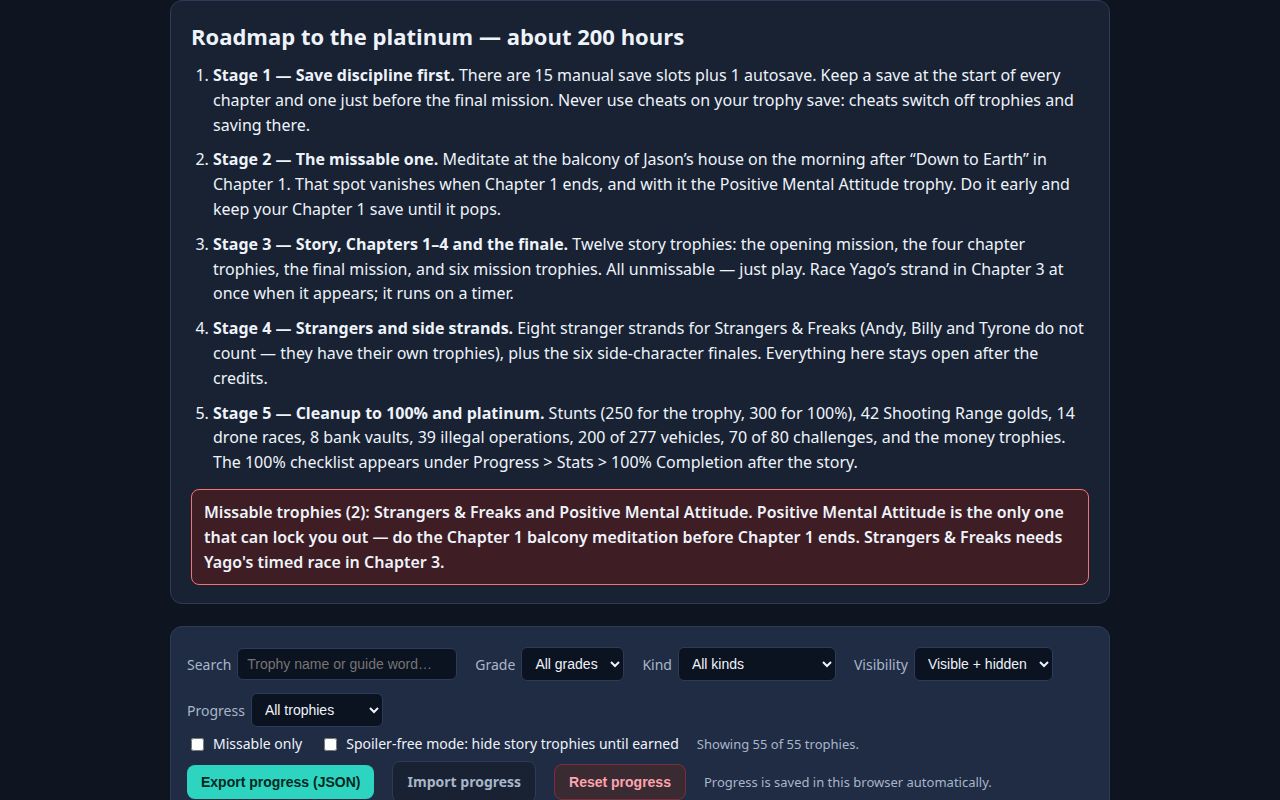 Roadmap to the platinum — about 200 hours
1. Stage 1 — Save discipline first. There are 15 manual save slots plus 1 autosave. Keep a save at the start of every
chapter and one just before the final mission. Never use cheats on your trophy save: cheats switch off trophies and
saving there.
2. Stage 2 — The missable one. Meditate at the balcony of Jason’s house on the morning after “Down to Earth” in
Chapter 1. That spot vanishes when Chapter 1 ends, and with it the Positive Mental Attitude trophy. Do it early and
keep your Chapter 1 save until it pops.
3. Stage 3 — Story, Chapters 1–4 and the finale. Twelve story trophies: the opening mission, the four chapter
trophies, the final mission, and six mission trophies. All unmissable — just play. Race Yago’s strand in Chapter 3 at
once when it appears; it runs on a timer.
4. Stage 4 — Strangers and side strands. Eight stranger strands for Strangers & Freaks (Andy, Billy and Tyrone do not
count — they have their own trophies), plus the six side-character finales. Everything here stays open after the
credits.
5. Stage 5 — Cleanup to 100% and platinum. Stunts (250 for the trophy, 300 for 100%), 42 Shooting Range golds, 14
drone races, 8 bank vaults, 39 illegal operations, 200 of 277 vehicles, 70 of 80 challenges, and the money trophies.
The 100% checklist appears under Progress > Stats > 100% Completion after the story.
Missable trophies (2): Strangers & Freaks and Positive Mental Attitude. Positive Mental Attitude is the only one
that can lock you out — do the Chapter 1 balcony meditation before Chapter 1 ends. Strangers & Freaks needs
Yago's timed race in Chapter 3.
Search Trophy name or guide word… Grade All grades Kind All kinds Visibility Visible + hidden
Progress All trophies
Missable only Spoiler-free mode: hide story trophies until earned Showing 55 of 55 trophies.
Export progress (JSON) Import progress Reset progress Progress is saved in this browser automatically.